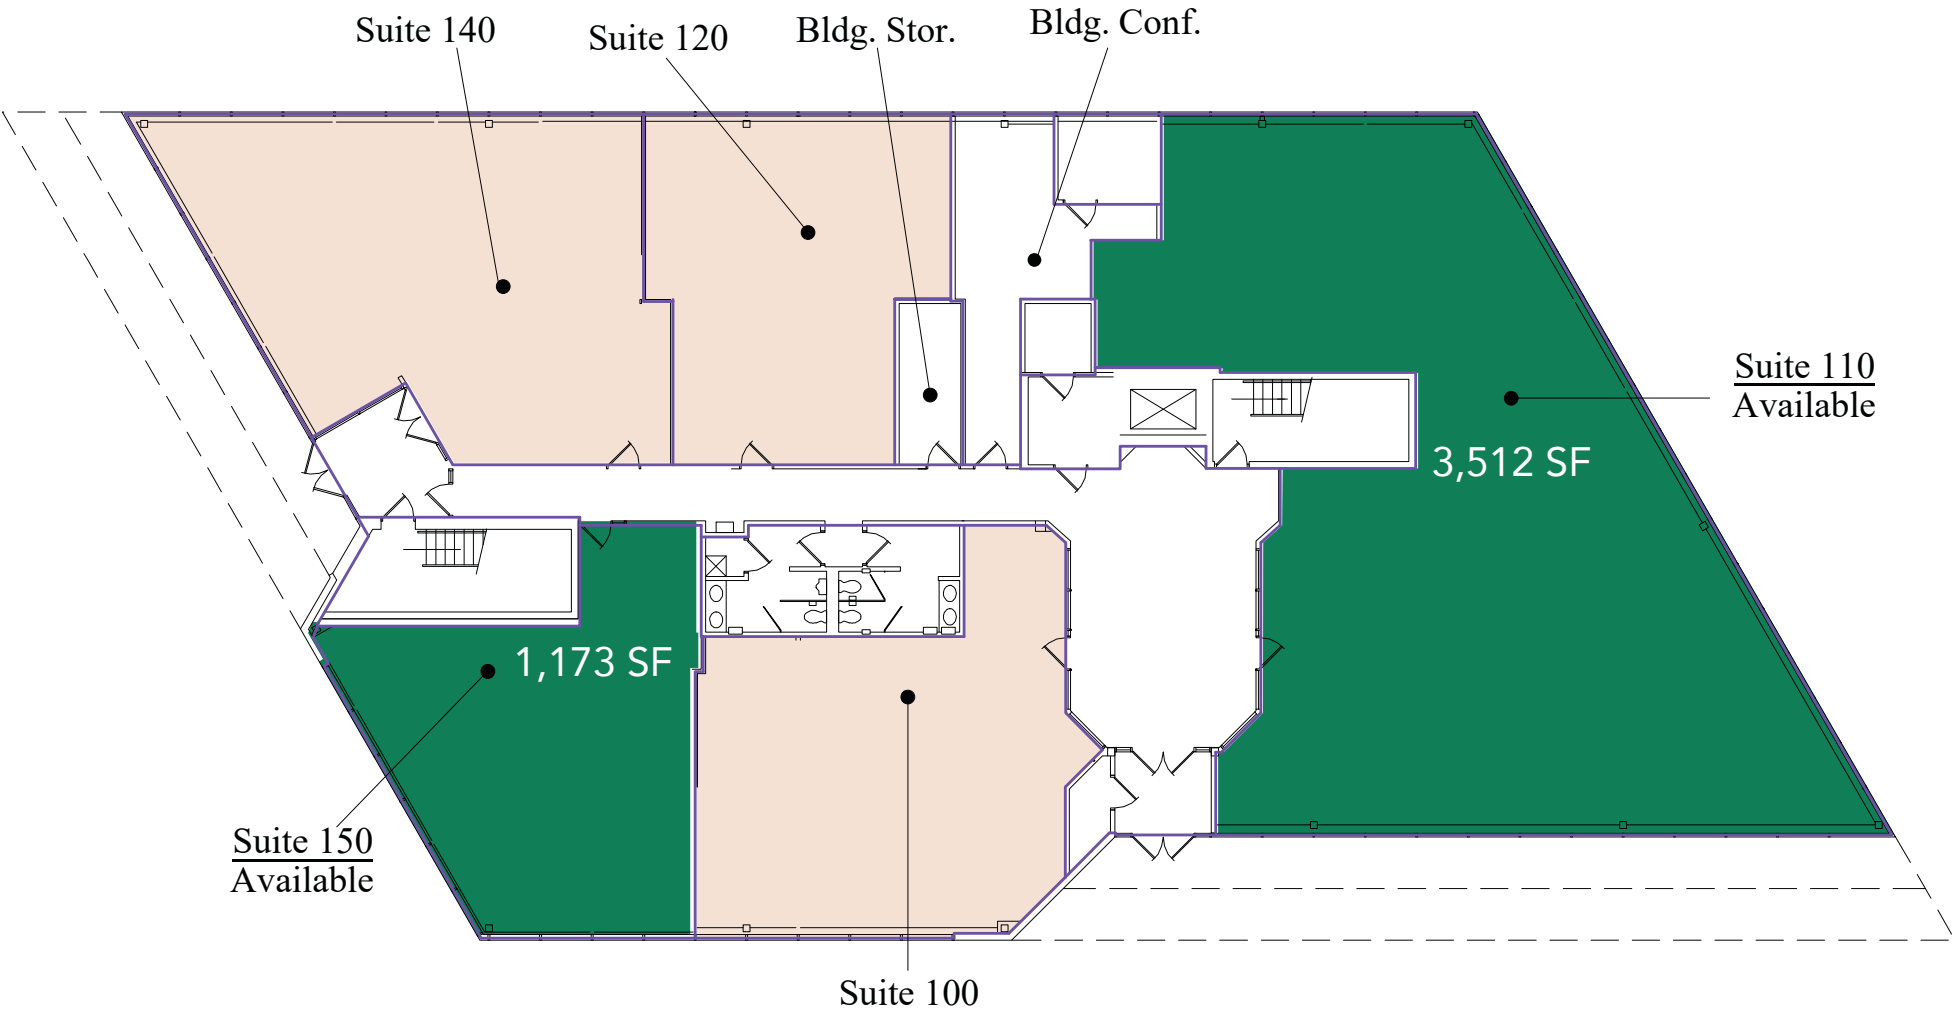 Suite 140
Suite 120
Bldg. Stor.
Bldg. Conf.
Suite 110
Available
3,512 SF
1,173 SF
Suite 150
Available
Suite 100